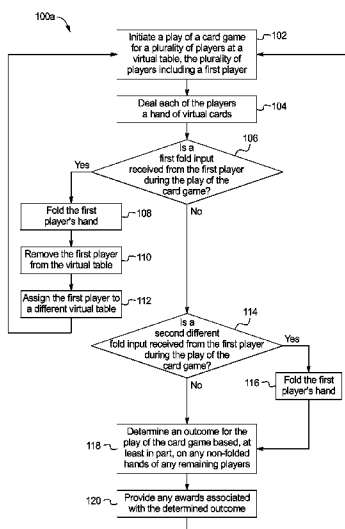 100a
Initiate a play of a card game
for a plurality of players at a
virtual table, the plurality of
players including a first player
102
Deal each of the players
a hand of virtual cards
104
Is a
first fold input
received from the first player
during the play of the
card game?
106
Yes
No
Fold the first
player's hand
108
Remove the first player
from the virtual table
110
Assign the first player to
a different virtual table
112
Is a
second different
fold input received from the first player
during the play of the
card game?
114
Yes
No
Fold the first
player's hand
116
Determine an outcome for the
play of the card game based, at
least in part, on any non-folded
hands of any remaining players
118
Provide any awards associated
with the determined outcome
120